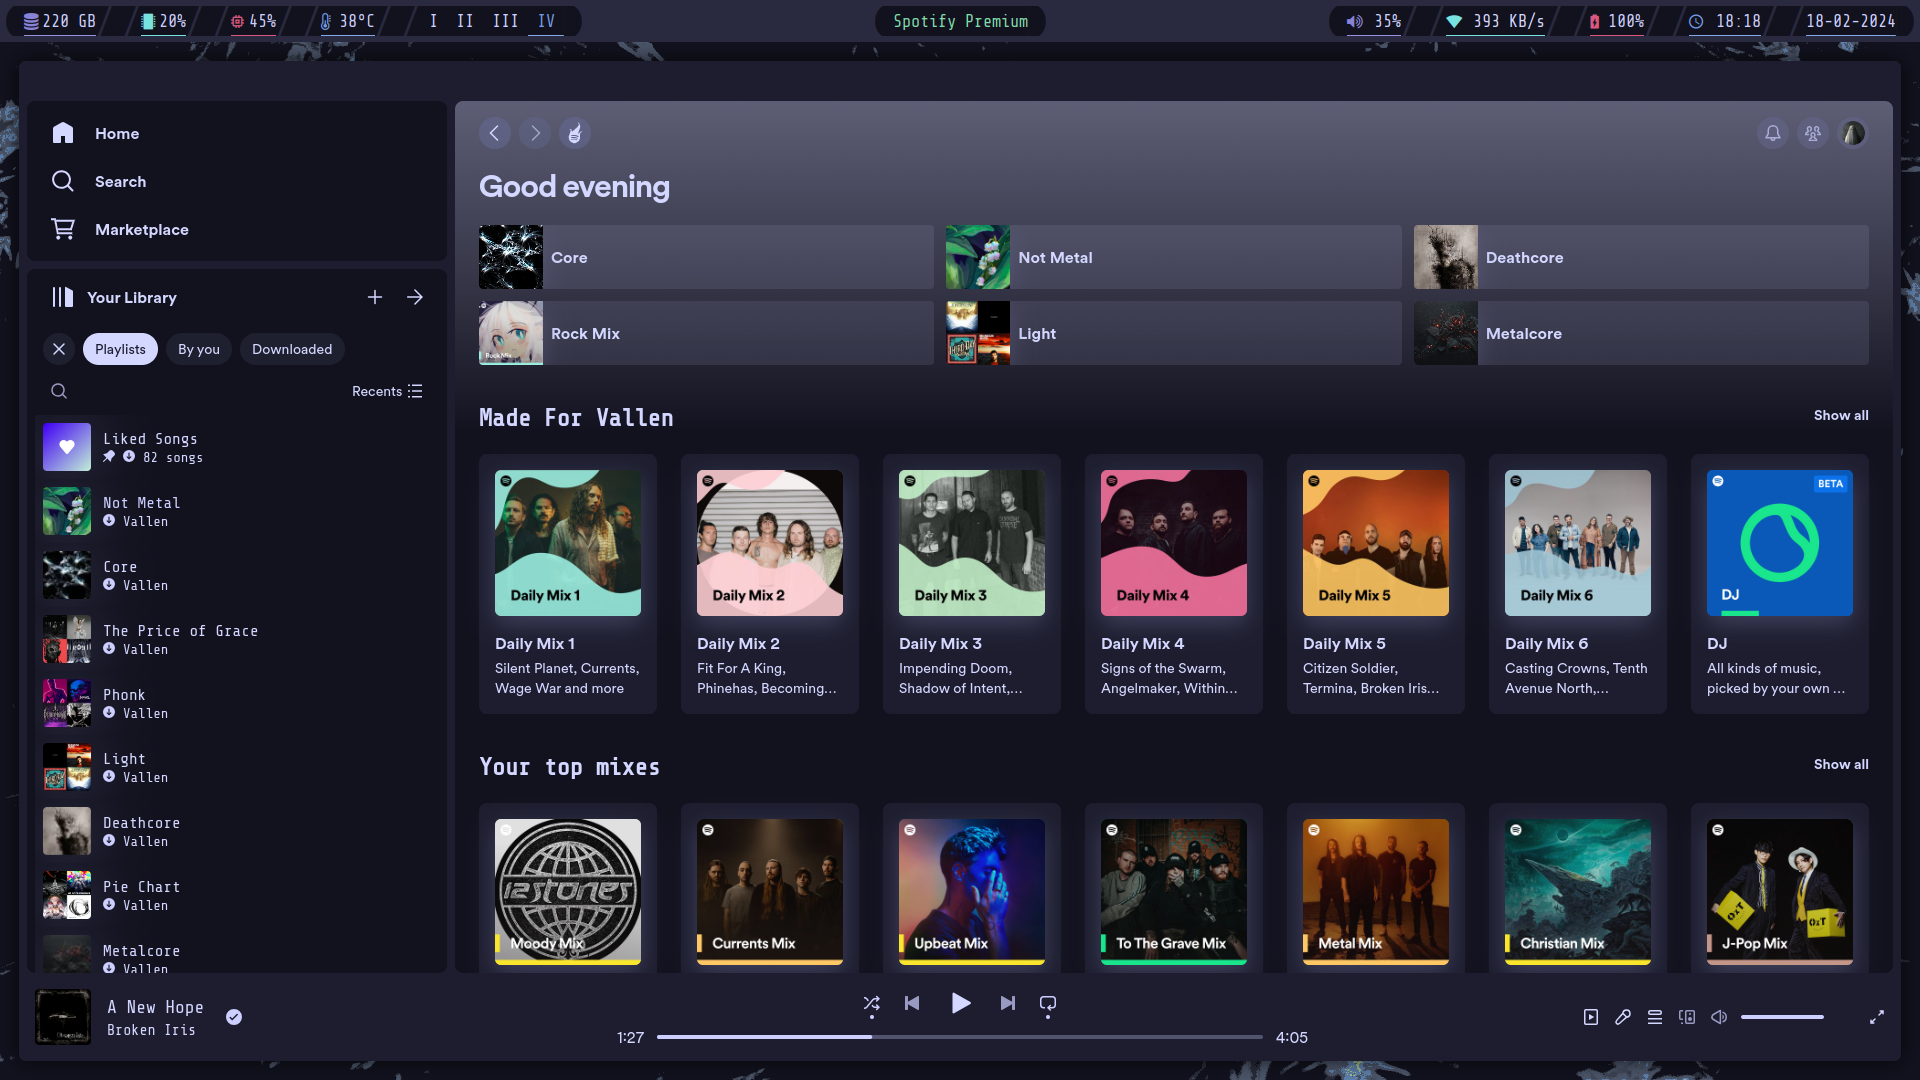 220 GB 20% 45% 38°C I II III IV Spotify Premium 35% 393 KB/s 100% 18:18 18-02-2024
Home
Search
Marketplace
Your Library
Playlists By you Downloaded
Recents
Liked Songs
82 songs
Not Metal
Vallen
Core
Vallen
The Price of Grace
Vallen
Phonk
Vallen
Light
Vallen
Deathcore
Vallen
Pie Chart
Vallen
Metalcore
Vallen
Good evening
Core Not Metal Deathcore
Rock Mix
Rock Mix Light Metalcore
Made For Vallen Show all
BETA
Daily Mix 1 Daily Mix 2 Daily Mix 3 Daily Mix 4 Daily Mix 5 Daily Mix 6 DJ
Daily Mix 1 Daily Mix 2 Daily Mix 3 Daily Mix 4 Daily Mix 5 Daily Mix 6 DJ
Silent Planet, Currents, Fit For A King, Impending Doom, Signs of the Swarm, Citizen Soldier, Casting Crowns, Tenth All kinds of music,
Wage War and more Phinehas, Becoming... Shadow of Intent,... Angelmaker, Within... Termina, Broken Iris... Avenue North,... picked by your own ...
Your top mixes Show all
12 STONES
OxT
OxT
Moody Mix Currents Mix Upbeat Mix To The Grave Mix Metal Mix Christian Mix J-Pop Mix
A New Hope
Broken Iris
1:27 4:05